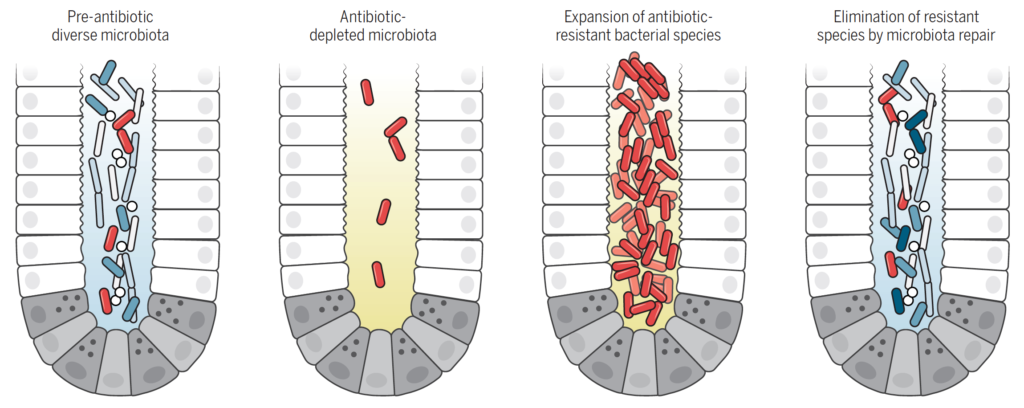 Pre-antibiotic
diverse microbiota
Antibiotic-
depleted microbiota
Expansion of antibiotic-
resistant bacterial species
Elimination of resistant
species by microbiota repair